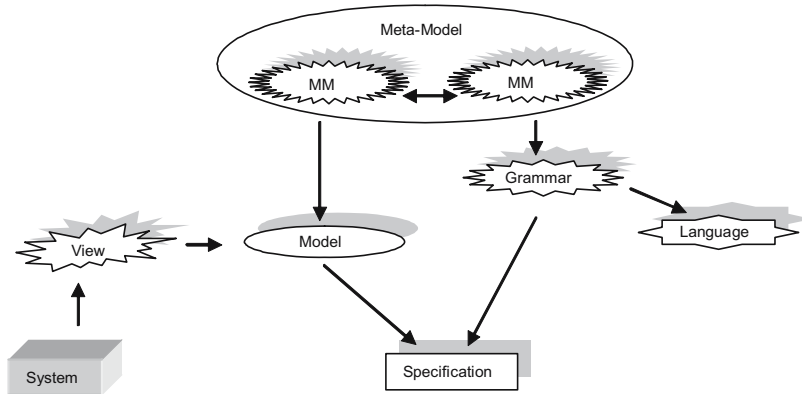 Meta-Model
MM
MM
Grammar
Language
View
Model
System
Specification